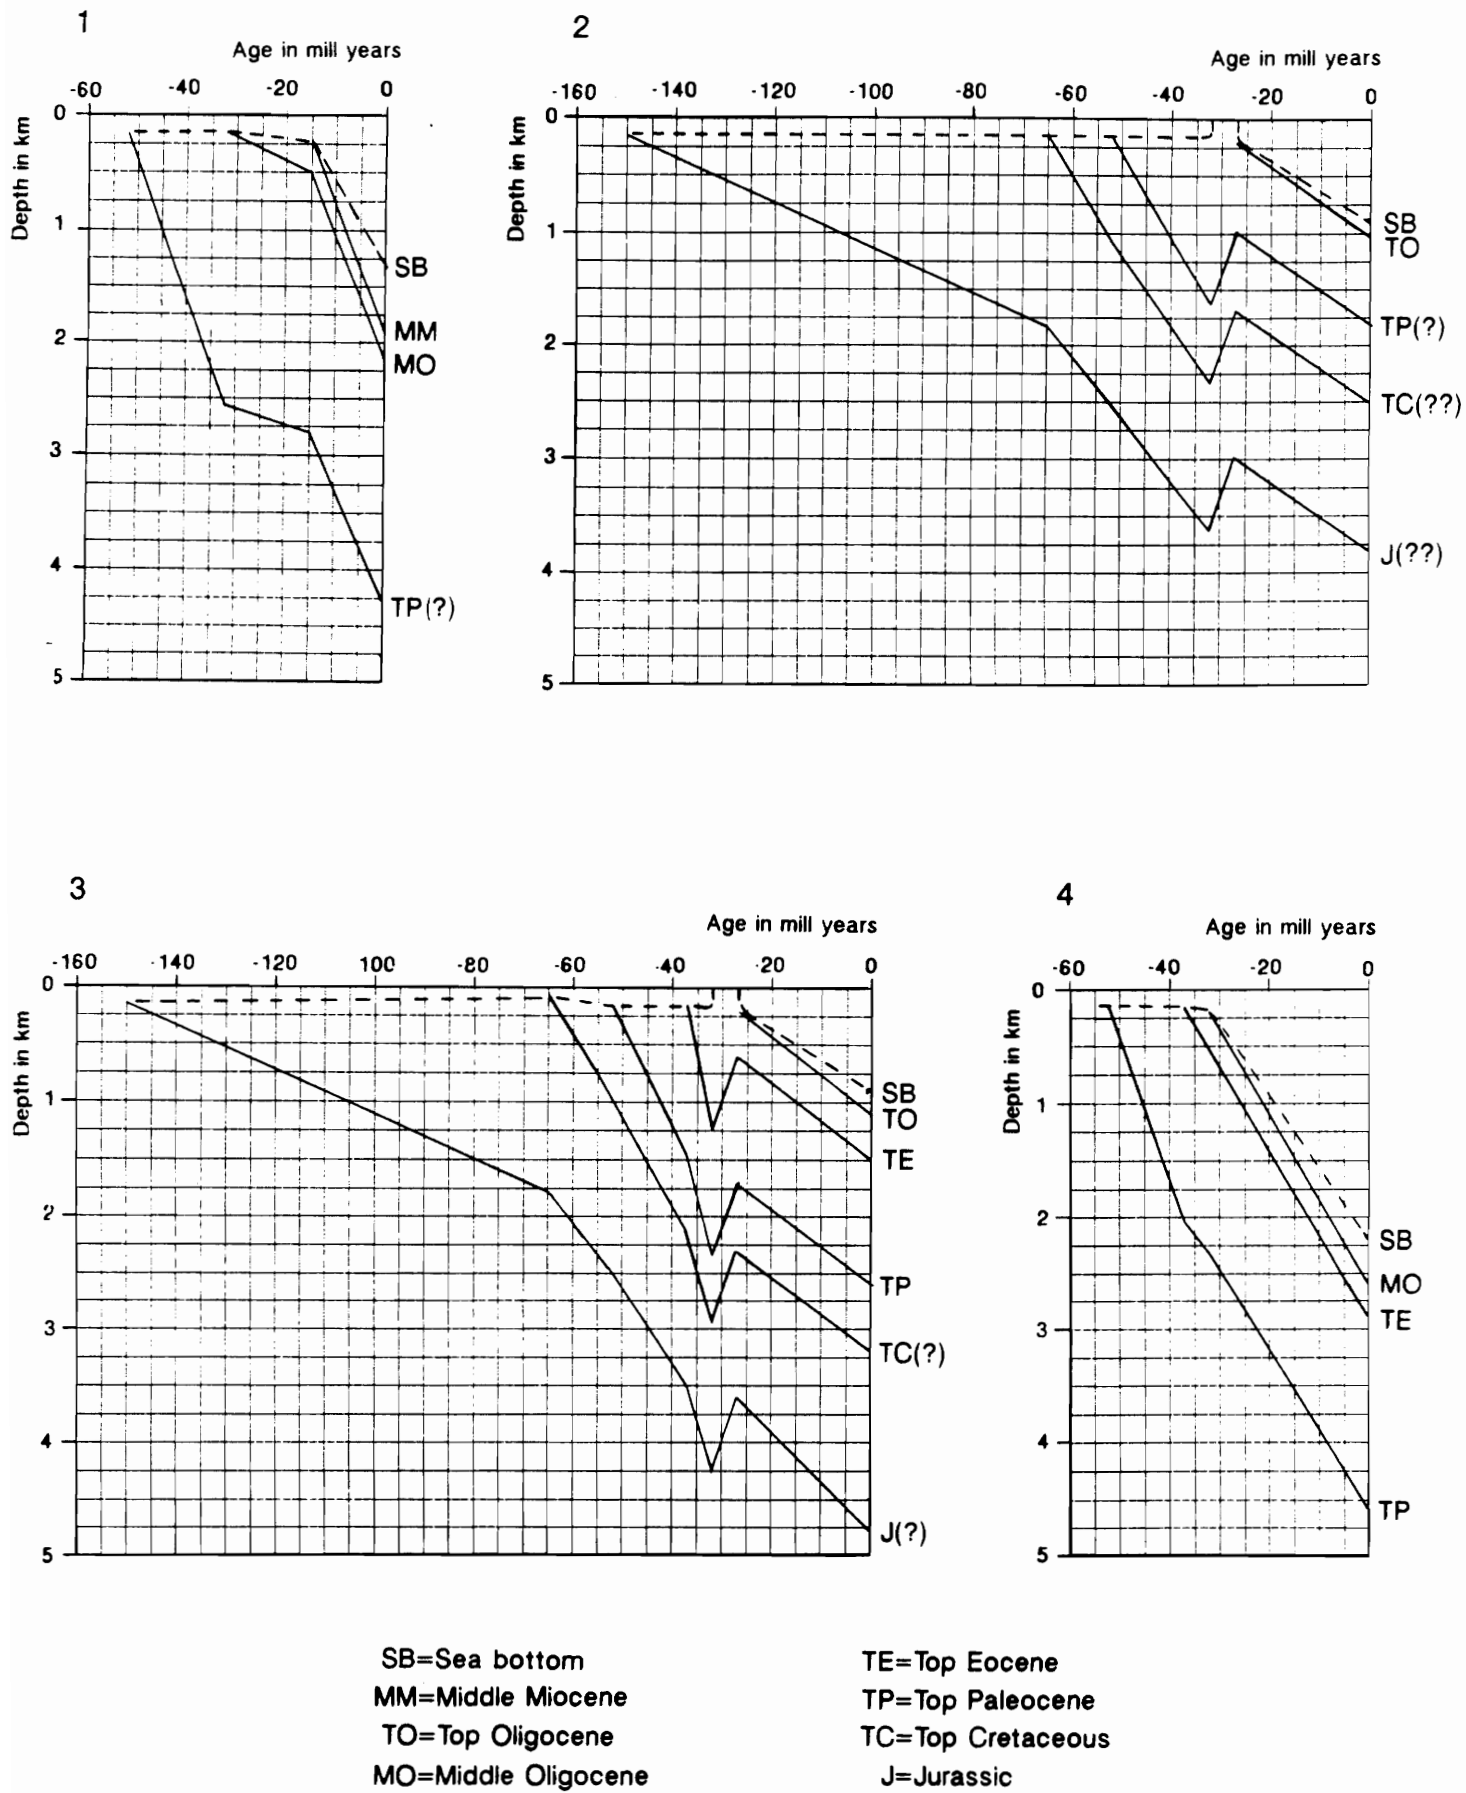 1
Age in mill years
-60 -40 -20 0
Depth in km
0
1
2
3
4
5
SB
MM
MO
TP(?)
2
Age in mill years
-160 -140 -120 -100 -80 -60 -40 -20 0
Depth in km
0
1
2
3
4
5
SB
TO
TP(?)
TC(??)
J(??)
3
Age in mill years
-160 -140 -120 100 -80 -60 -40 -20 0
Depth in km
0
1
2
3
4
5
SB
TO
TE
TP
TC(?)
J(?)
4
Age in mill years
-60 -40 -20 0
Depth in km
0
1
2
3
4
5
SB
MO
TE
TP
SB=Sea bottom
MM=Middle Miocene
TO=Top Oligocene
MO=Middle Oligocene
TE=Top Eocene
TP=Top Paleocene
TC=Top Cretaceous
J=Jurassic